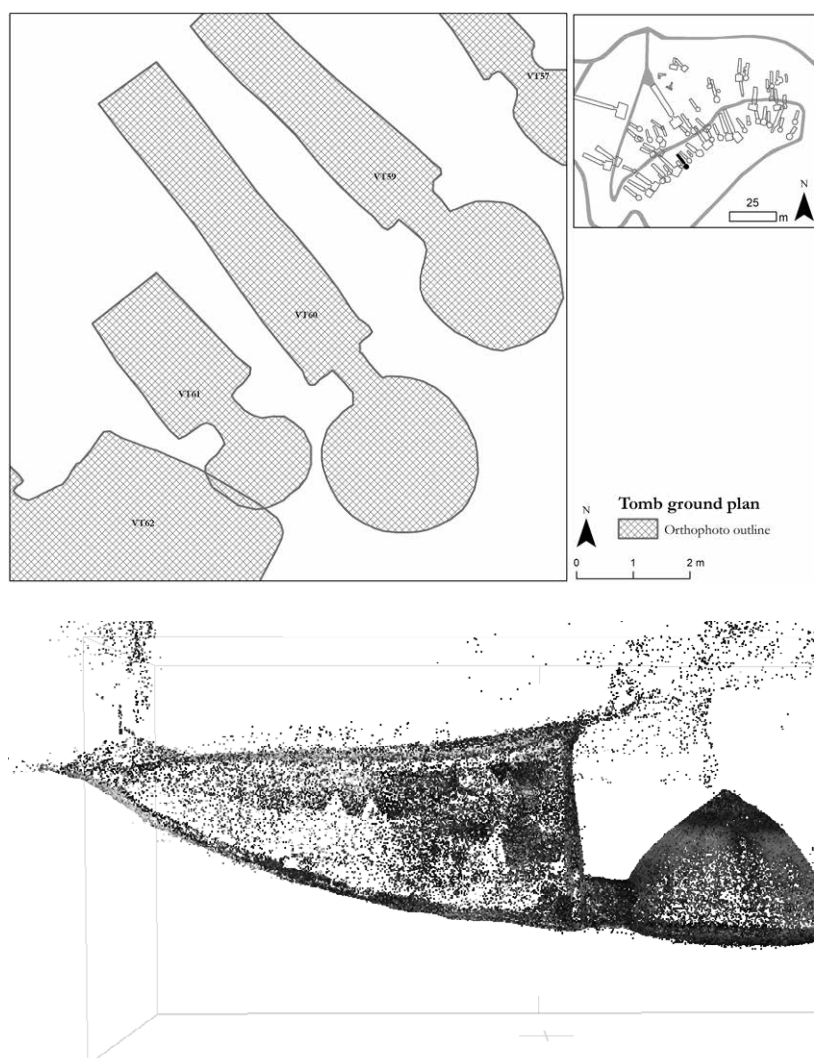 VT57
VT59
VT60
VT61
VT62
N
25
m
N
Tomb ground plan
Orthophoto outline
0 1 2 m